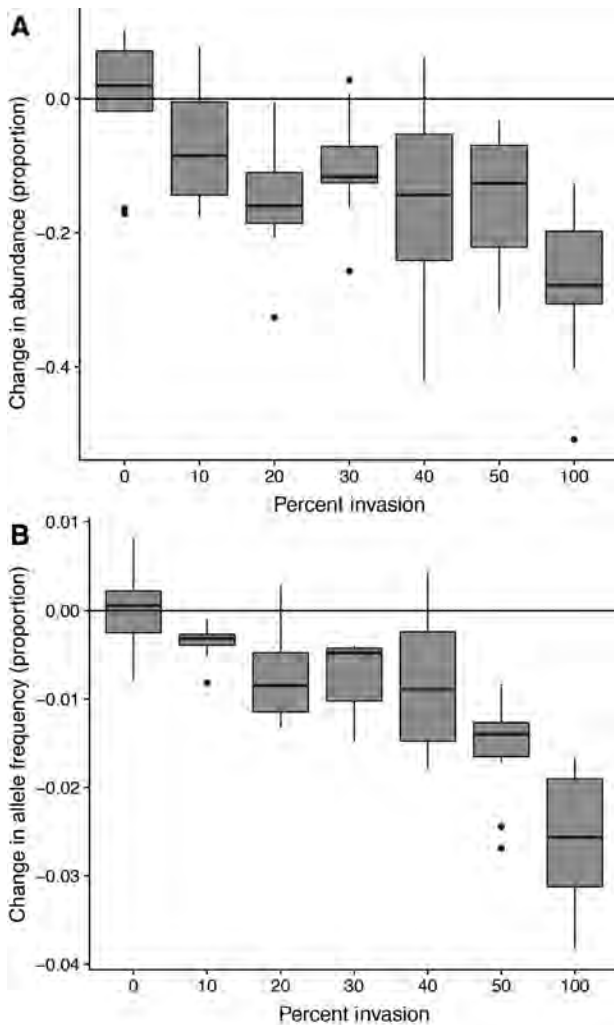 A
Change in abundance (proportion)
0.0
−0.2
−0.4
0 10 20 30 40 50 100
Percent invasion
B
Change in allele frequency (proportion)
0.01
0.00
−0.01
−0.02
−0.03
−0.04
0 10 20 30 40 50 100
Percent invasion